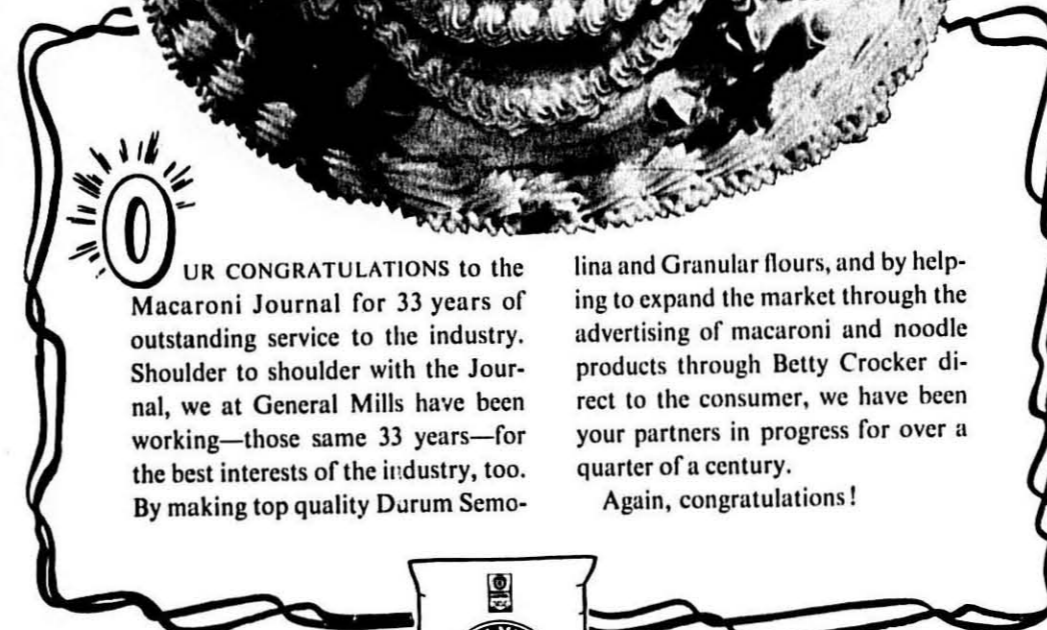 OUR CONGRATULATIONS to the
Macaroni Journal for 33 years of
outstanding service to the industry.
Shoulder to shoulder with the Jour-
nal, we at General Mills have been
working—those same 33 years—for
the best interests of the industry, too.
By making top quality Durum Semo-
lina and Granular flours, and by help-
ing to expand the market through the
advertising of macaroni and noodle
products through Betty Crocker di-
rect to the consumer, we have been
your partners in progress for over a
quarter of a century.
Again, congratulations!